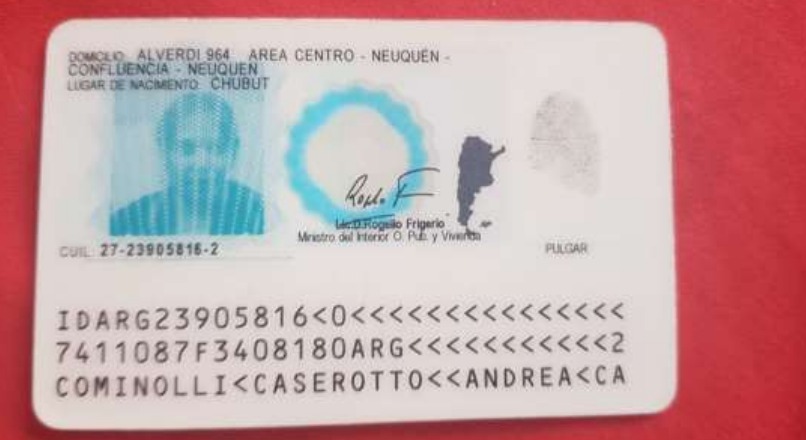 DOMICILIO: ALVERDI 964 AREA CENTRO - NEUQUÉN -
CONFLUENCIA - NEUQUEN
LUGAR DE NACIMIENTO: CHUBUT
Lic. D. Rogelio Frigerio
Ministro del Interior O. Pub. y Vivienda
CUIL: 27-23905816-2
PULGAR
IDARG23905816<0<<<<<<<<<<<<<<<
7411087F3408180ARG<<<<<<<<<<<2
COMINOLLI<CASEROTTO<<ANDREA<CA